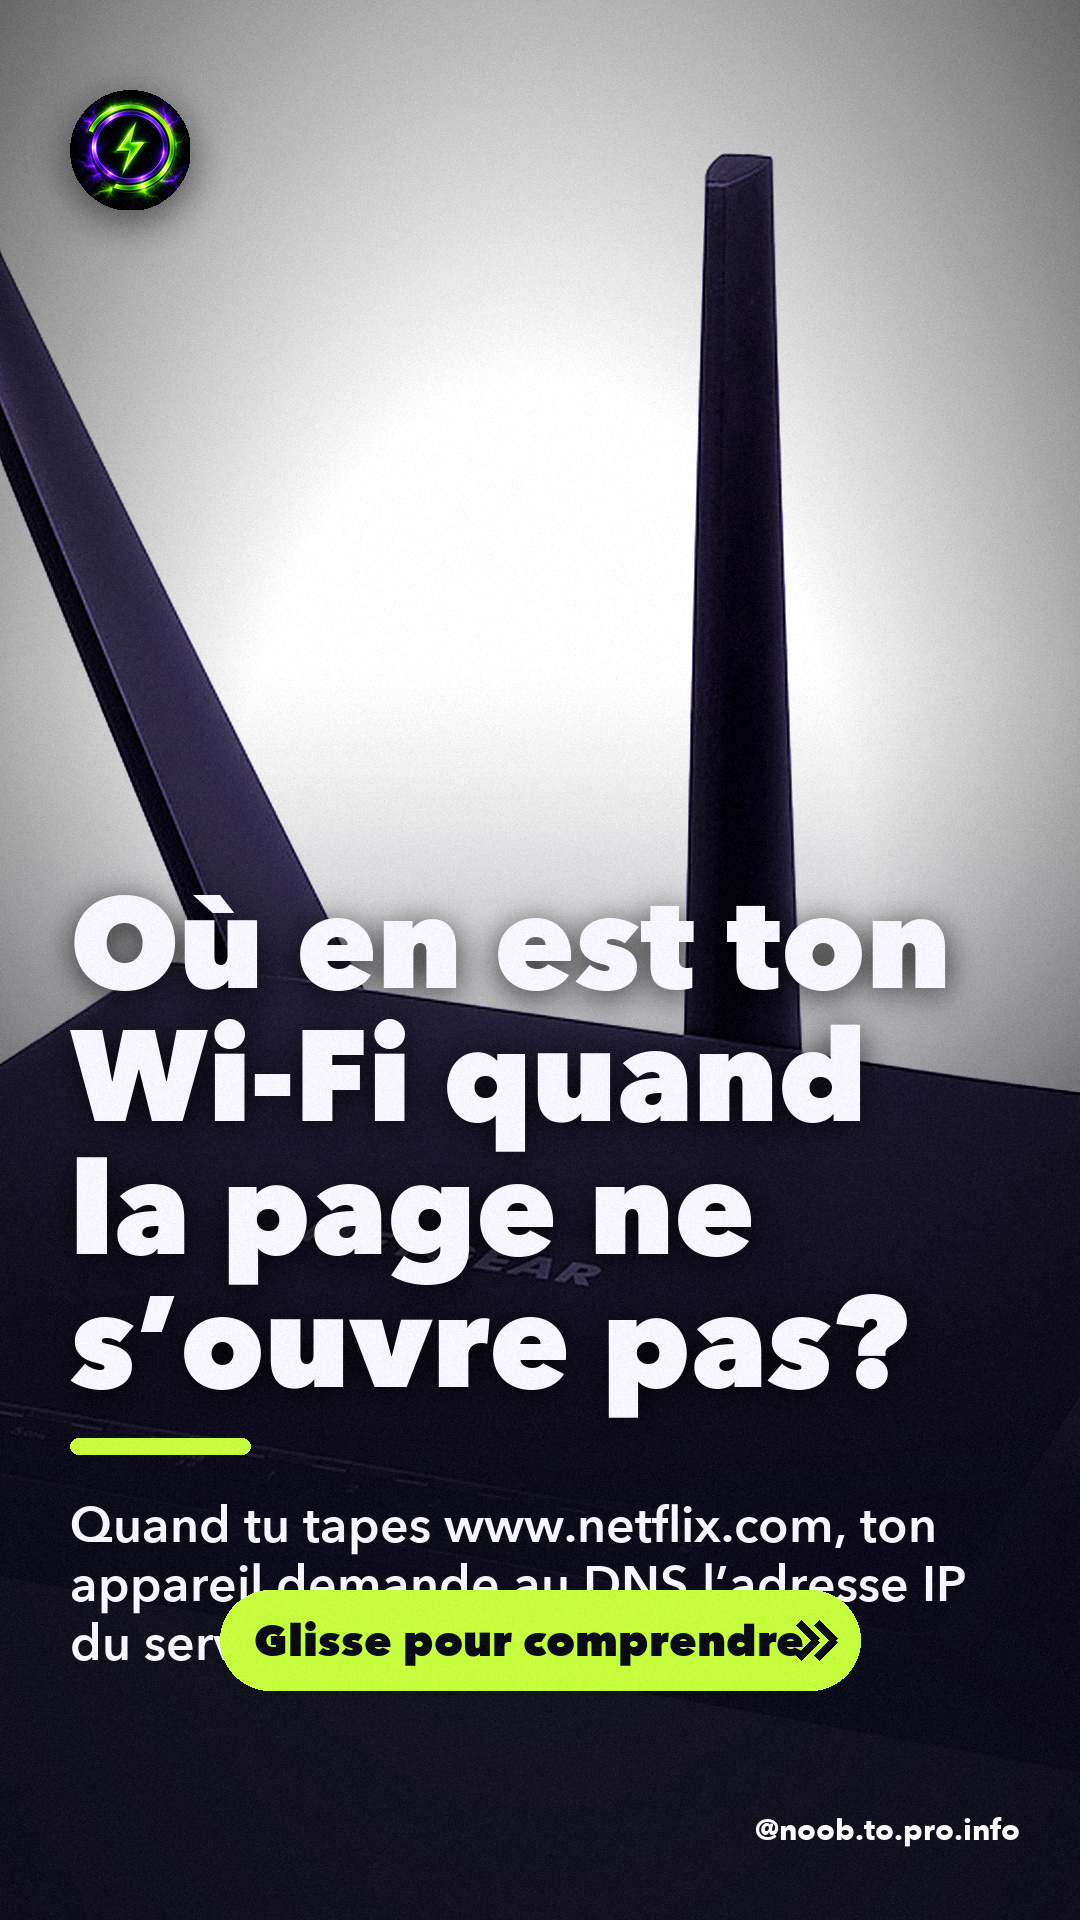 Où en est ton
Wi-Fi quand
la page ne
s’ouvre pas?
Quand tu tapes www.netflix.com, ton
appareil demande au DNS l’adresse IP
du
Glisse pour comprendre
@noob.to.pro.info